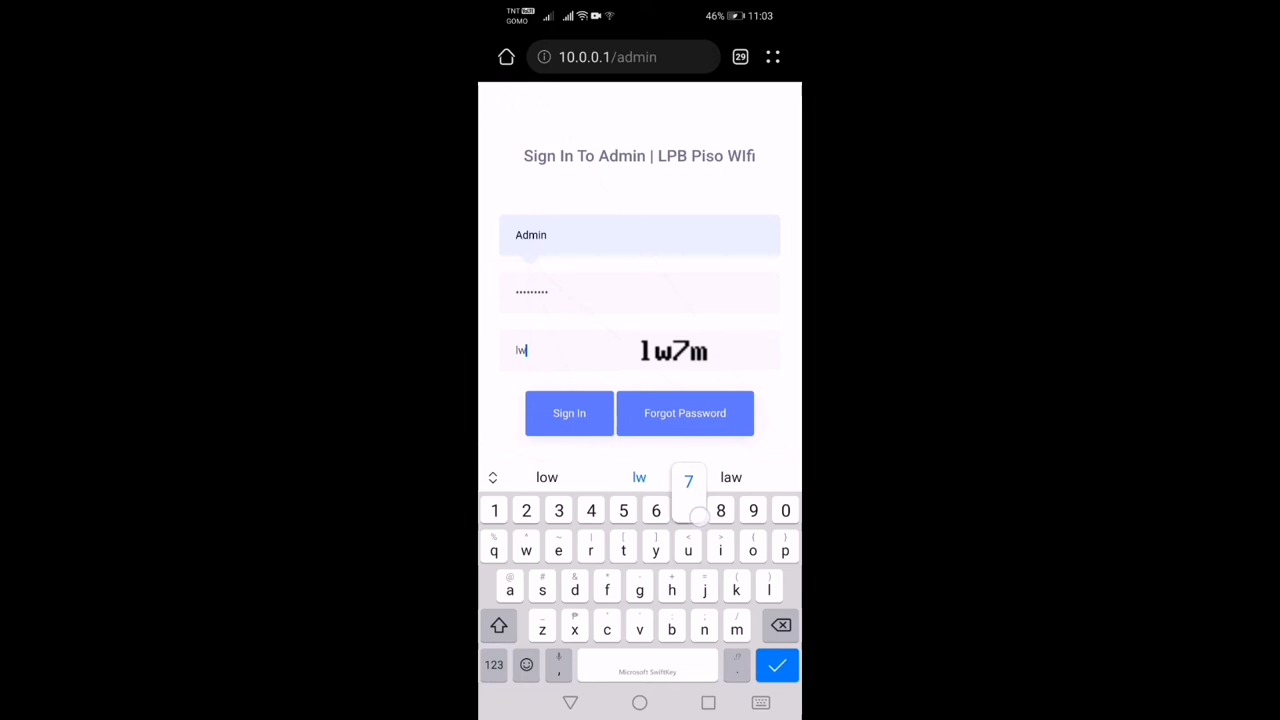 TNT VoLTE
GOMO
46% 11:03
10.0.0.1/admin
29
Sign In To Admin | LPB Piso WIfi
Admin
•••••••••
lw
lw7m
Sign In
Forgot Password
low lw 7 law
1 2 3 4 5 6 8 9 0
% ^ ~ | [ ] < > { }
q w e r t y u i o p
@ # & * - + = ( )
a s d f g h j k l
_ ₱ " ' : ; /
z x c v b n m
123 , Microsoft SwiftKey .